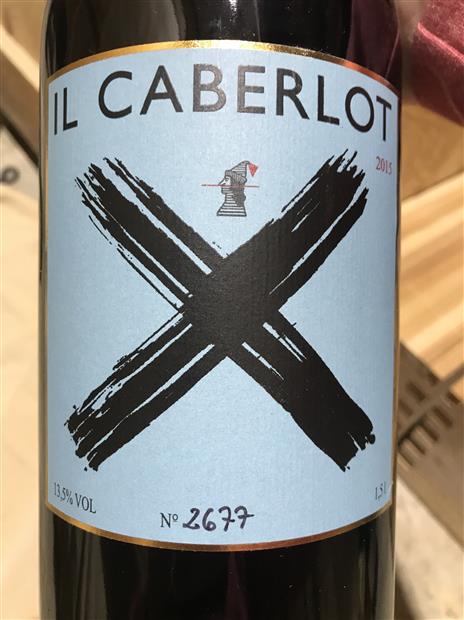 IL CABERLOT
2015
13,5% VOL
Nº 2677
1,5 l